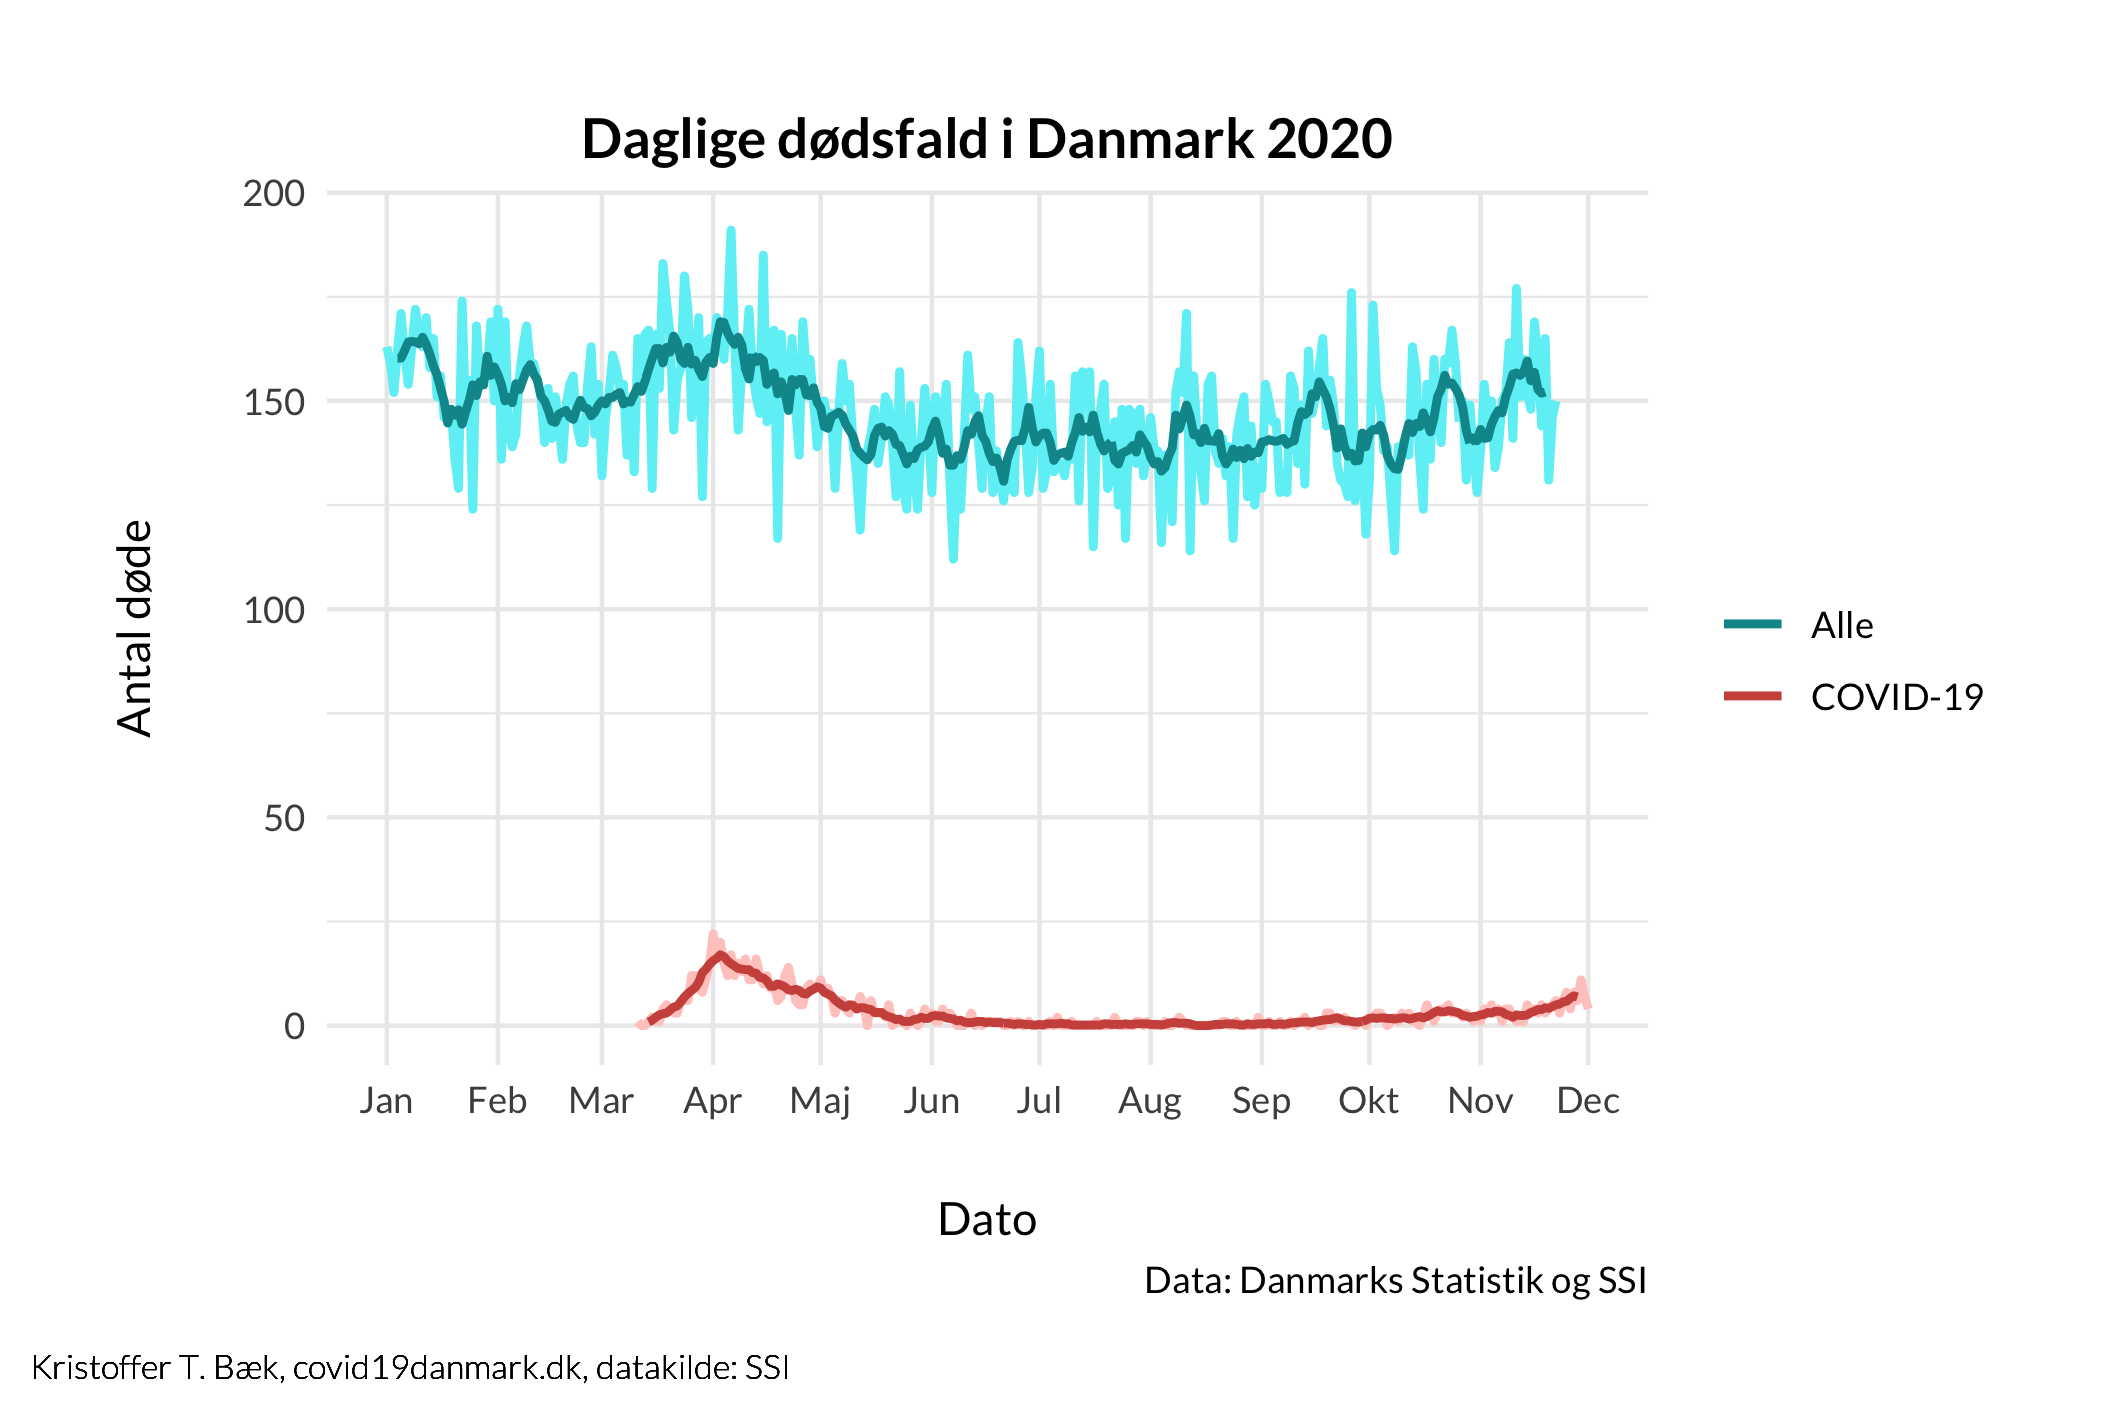 Daglige dødsfald i Danmark 2020
200
150
100
50
0
Antal døde
Jan Feb Mar Apr Maj Jun Jul Aug Sep Okt Nov Dec
Dato
Alle
COVID-19
Data: Danmarks Statistik og SSI
Kristoffer T. Bæk, covid19danmark.dk, datakilde: SSI